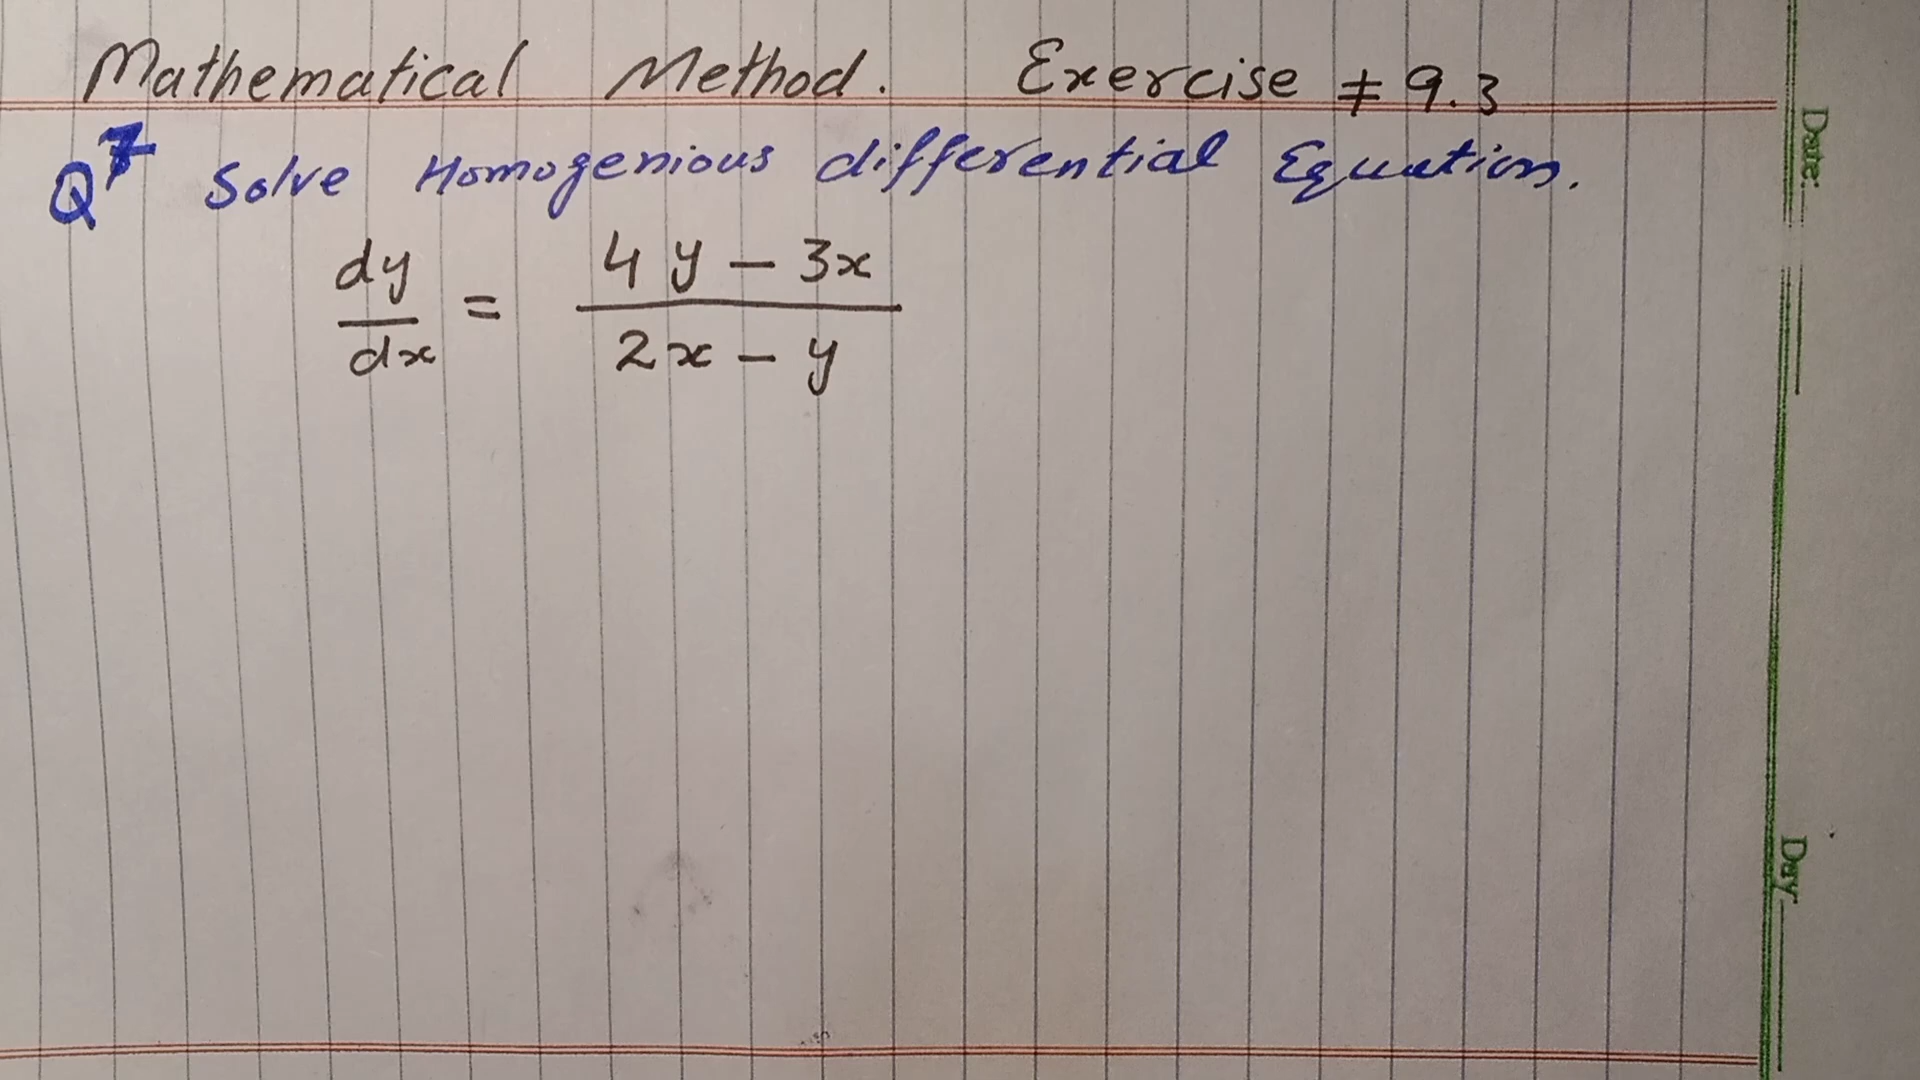 Mathematical Method. Exercise # 9.3
Q7 Solve Homogenious differential Equation.
dy/dx = 4y - 3x / 2x - y
Date:
Day